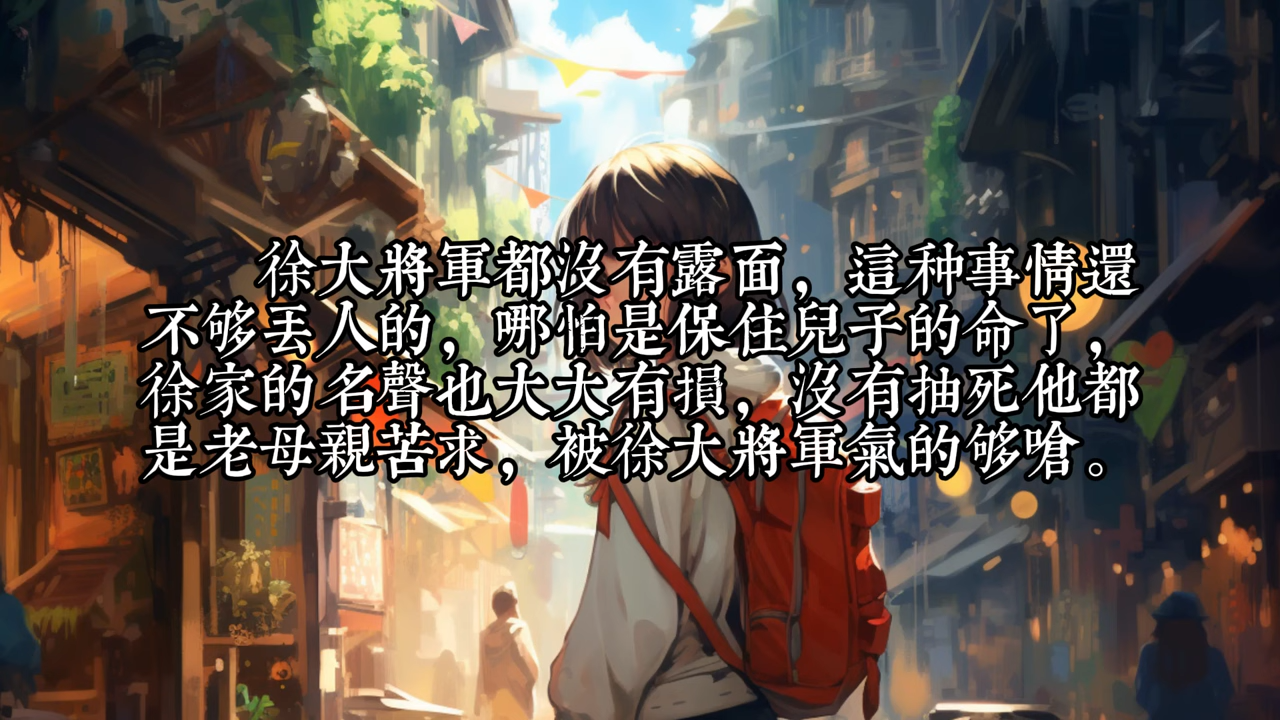 徐大將軍都沒有露面，這种事情還
不够丟人的，哪怕是保住兒子的命了，
徐家的名聲也大大有損，沒有抽死他都
是老母親苦求，被徐大將軍氣的够嗆。